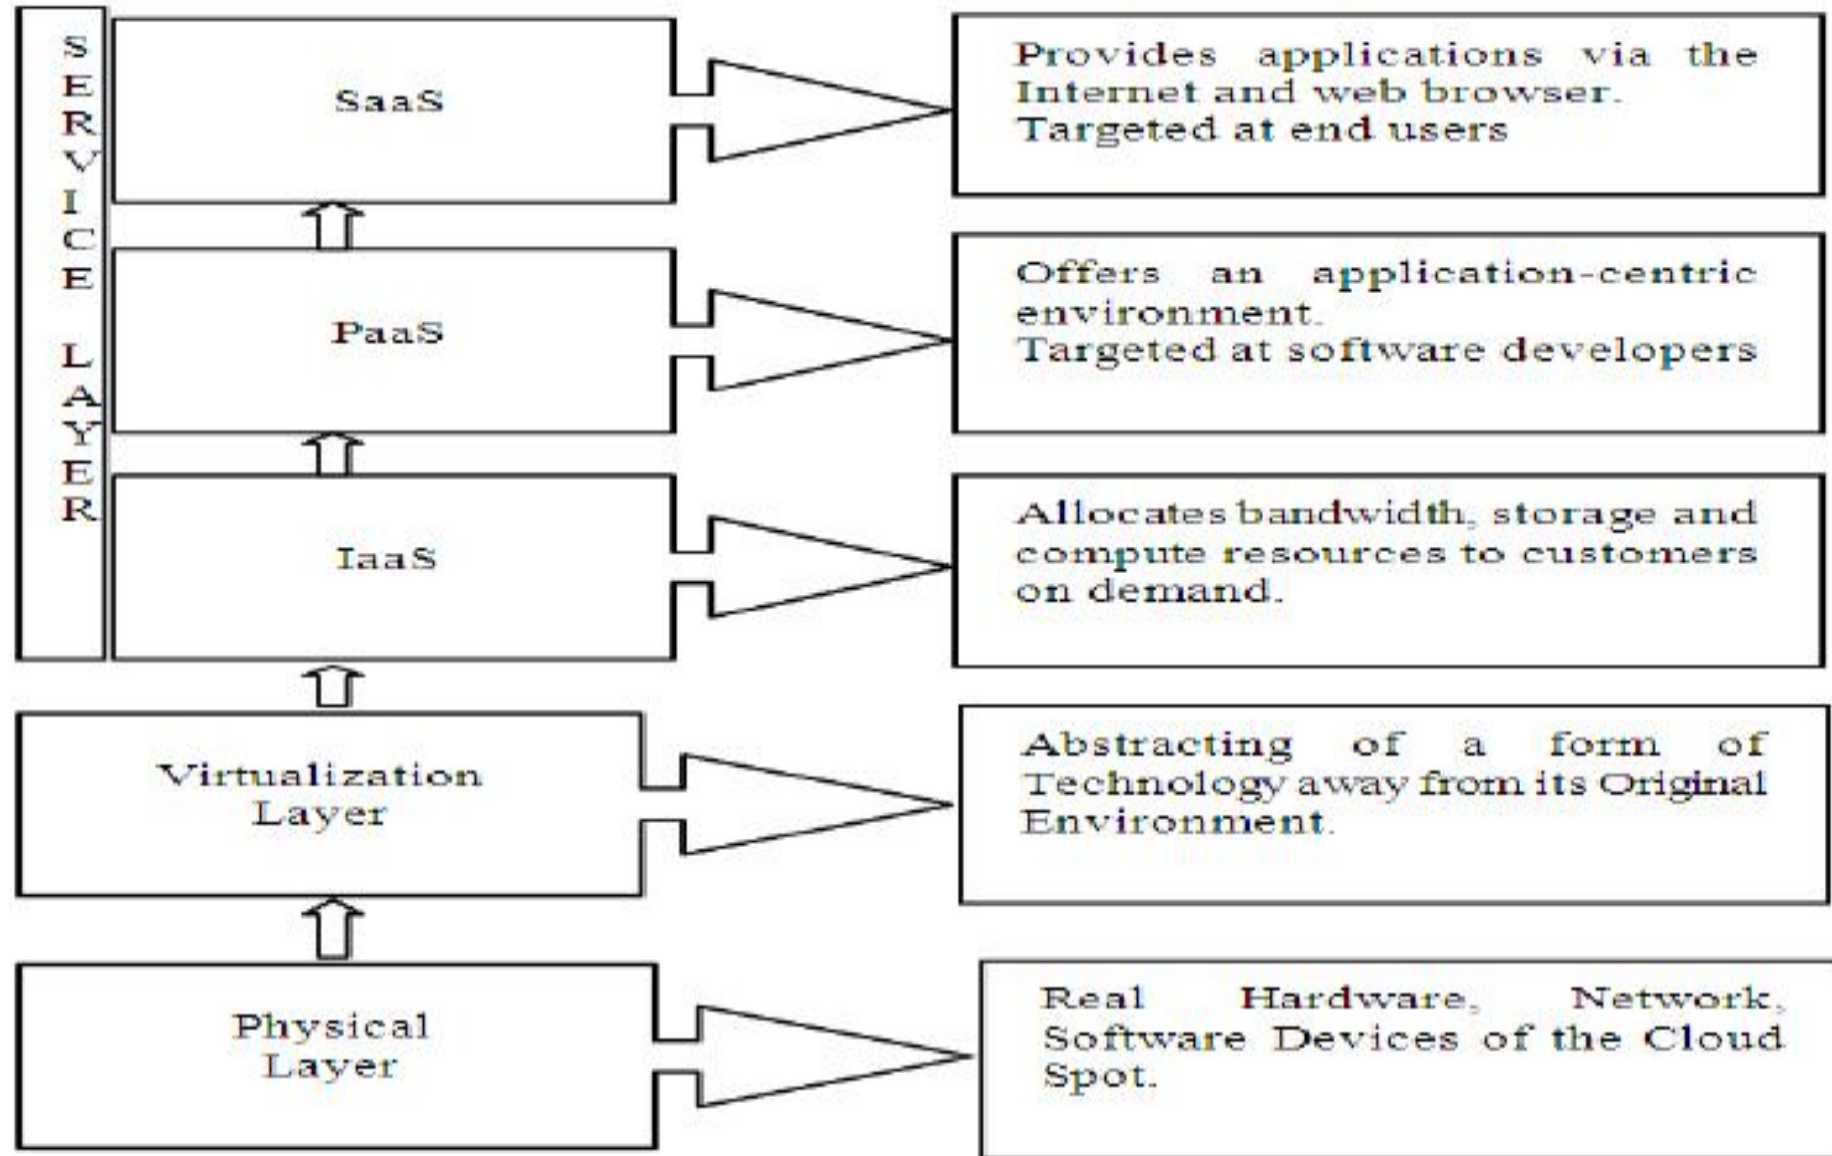 SERVICE LAYER
SaaS
Provides applications via the
Internet and web browser.
Targeted at end users
PaaS
Offers an application-centric
environment.
Targeted at software developers
IaaS
Allocates bandwidth, storage and
compute resources to customers
on demand.
Virtualization
Layer
Abstracting of a form of
Technology away from its Original
Environment.
Physical
Layer
Real Hardware, Network,
Software Devices of the Cloud
Spot.